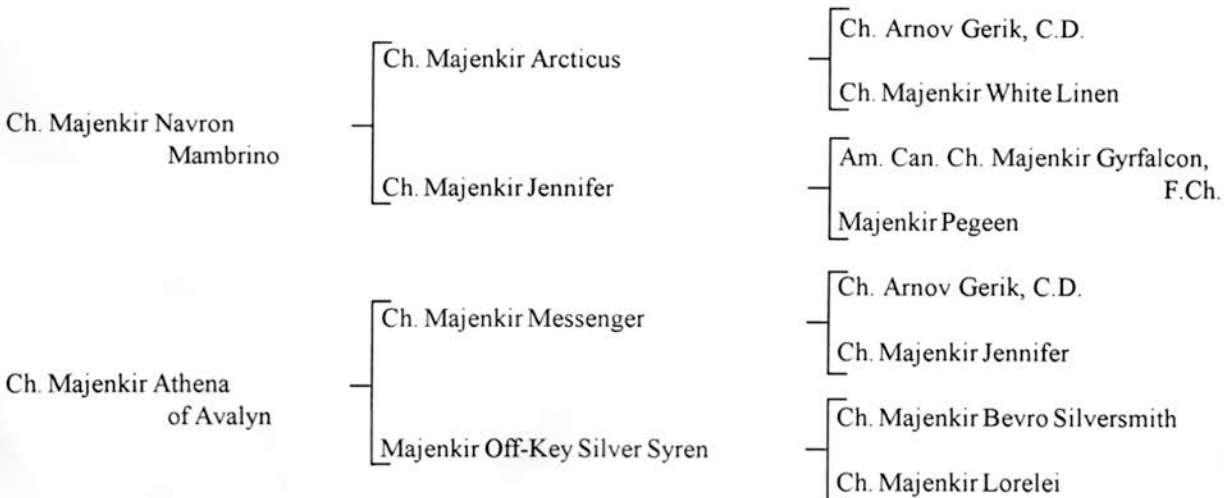 Ch. Arnov Gerik, C.D.
Ch. Majenkir Arcticus
Ch. Majenkir White Linen
Ch. Majenkir Navron
Mambrino
Am. Can. Ch. Majenkir Gyrfalcon,
F.Ch.
Ch. Majenkir Jennifer
Majenkir Pegeen
Ch. Arnov Gerik, C.D.
Ch. Majenkir Messenger
Ch. Majenkir Jennifer
Ch. Majenkir Athena
of Avalyn
Ch. Majenkir Bevro Silversmith
Majenkir Off-Key Silver Syren
Ch. Majenkir Lorelei